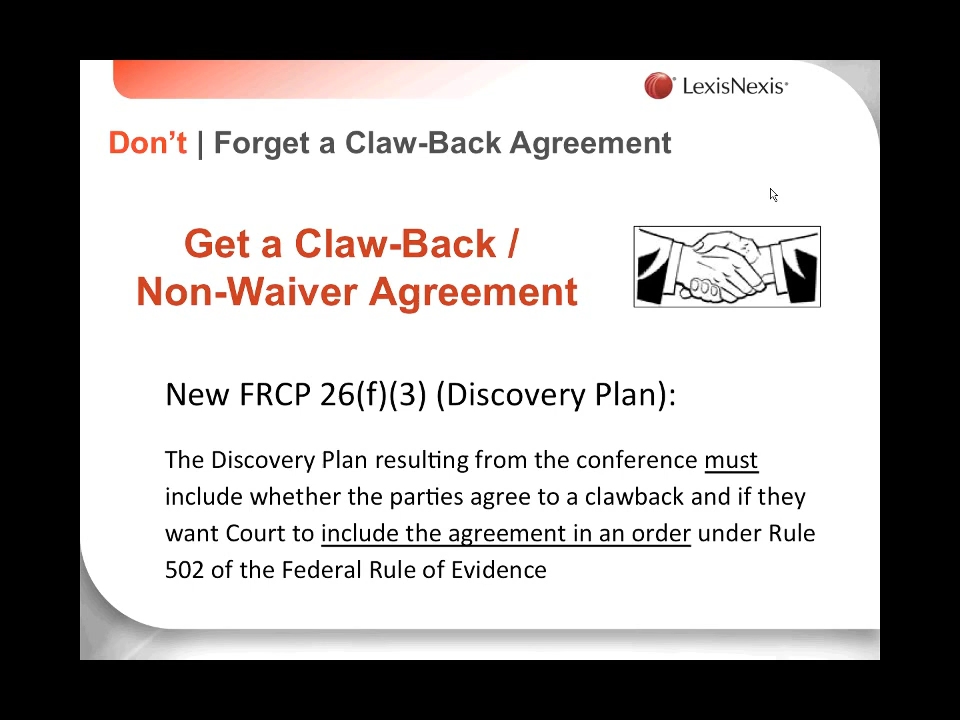 LexisNexis®
Don't | Forget a Claw-Back Agreement
Get a Claw-Back /
Non-Waiver Agreement
New FRCP 26(f)(3) (Discovery Plan):
The Discovery Plan resulting from the conference must
include whether the parties agree to a clawback and if they
want Court to include the agreement in an order under Rule
502 of the Federal Rule of Evidence